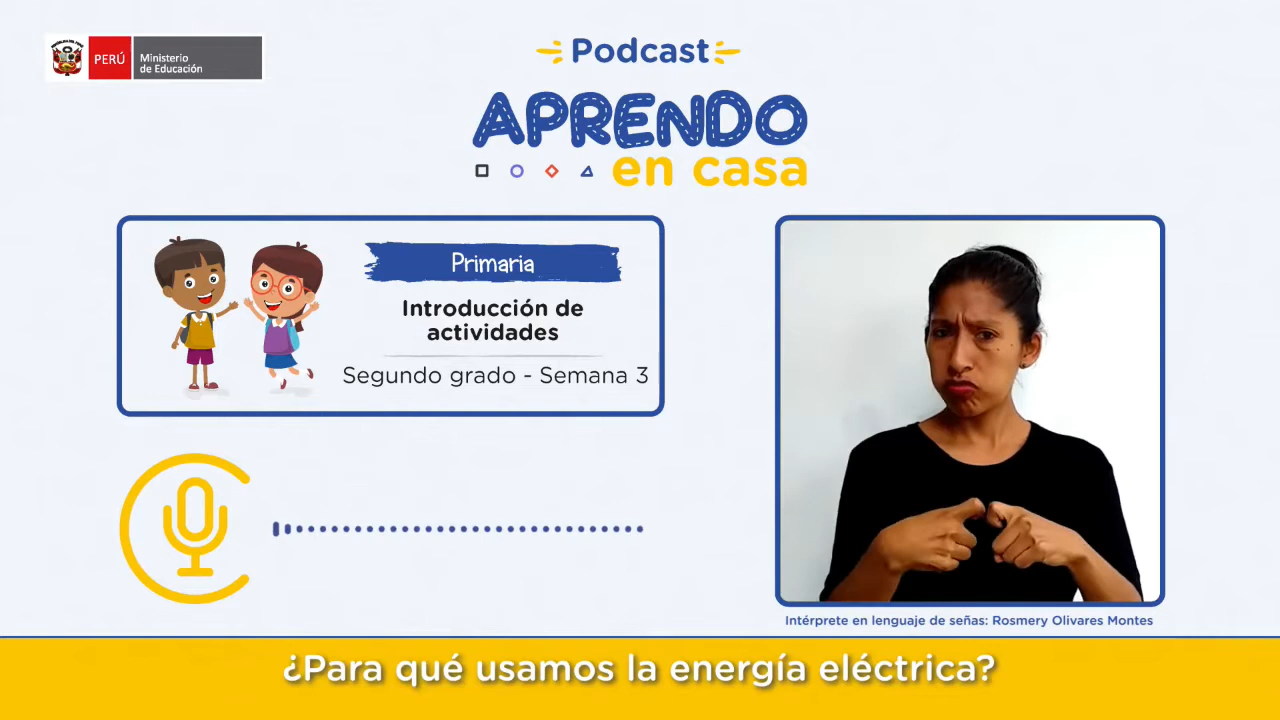 PERÚ
Ministerio
de Educación
Podcast
APRENDO
en casa
Primaria
Introducción de
actividades
Segundo grado - Semana 3
Intérprete en lenguaje de señas: Rosmery Olivares Montes
¿Para qué usamos la energía eléctrica?